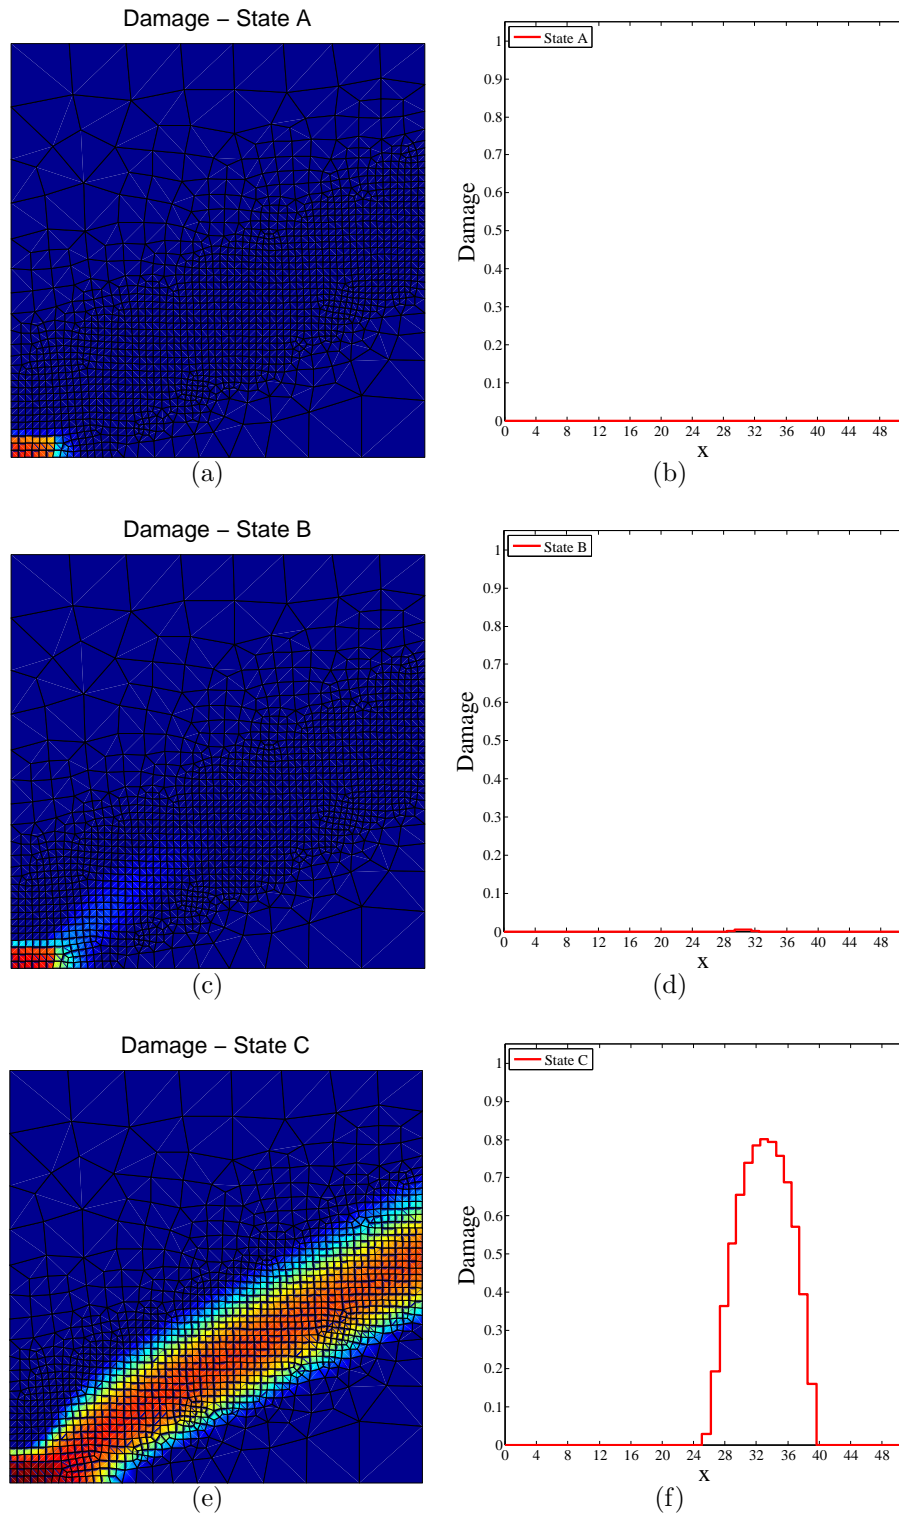 Damage – State A
State A
1
0.9
0.8
0.7
0.6
0.5
0.4
0.3
0.2
0.1
0
Damage
0 4 8 12 16 20 24 28 32 36 40 44 48
x
(a)
(b)
Damage – State B
State B
1
0.9
0.8
0.7
0.6
0.5
0.4
0.3
0.2
0.1
0
Damage
0 4 8 12 16 20 24 28 32 36 40 44 48
x
(c)
(d)
Damage – State C
State C
1
0.9
0.8
0.7
0.6
0.5
0.4
0.3
0.2
0.1
0
Damage
0 4 8 12 16 20 24 28 32 36 40 44 48
x
(e)
(f)